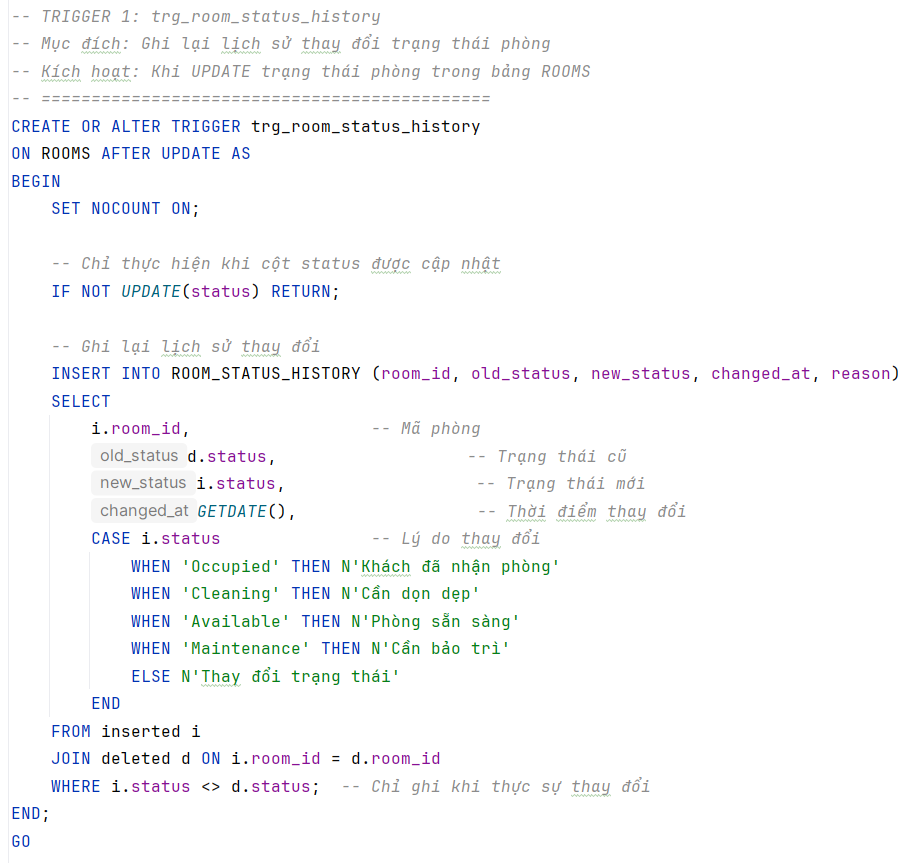 -- TRIGGER 1: trg_room_status_history
-- Mục đích: Ghi lại lịch sử thay đổi trạng thái phòng
-- Kích hoạt: Khi UPDATE trạng thái phòng trong bảng ROOMS
-- =============================================
CREATE OR ALTER TRIGGER trg_room_status_history
ON ROOMS AFTER UPDATE AS
BEGIN
    SET NOCOUNT ON;

    -- Chỉ thực hiện khi cột status được cập nhật
    IF NOT UPDATE(status) RETURN;

    -- Ghi lại lịch sử thay đổi
    INSERT INTO ROOM_STATUS_HISTORY (room_id, old_status, new_status, changed_at, reason)
    SELECT
        i.room_id,                  -- Mã phòng
        old_status d.status,                   -- Trạng thái cũ
        new_status i.status,                   -- Trạng thái mới
        changed_at GETDATE(),                  -- Thời điểm thay đổi
        CASE i.status               -- Lý do thay đổi
            WHEN 'Occupied' THEN N'Khách đã nhận phòng'
            WHEN 'Cleaning' THEN N'Cần dọn dẹp'
            WHEN 'Available' THEN N'Phòng sẵn sàng'
            WHEN 'Maintenance' THEN N'Cần bảo trì'
            ELSE N'Thay đổi trạng thái'
        END
    FROM inserted i
    JOIN deleted d ON i.room_id = d.room_id
    WHERE i.status <> d.status;  -- Chỉ ghi khi thực sự thay đổi
END;
GO